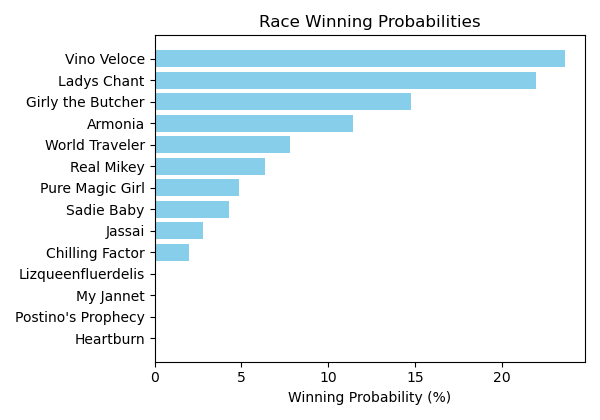 Race Winning Probabilities
Vino Veloce
Ladys Chant
Girly the Butcher
Armonia
World Traveler
Real Mikey
Pure Magic Girl
Sadie Baby
Jassai
Chilling Factor
Lizqueenfluerdelis
My Jannet
Postino's Prophecy
Heartburn
0 5 10 15 20
Winning Probability (%)